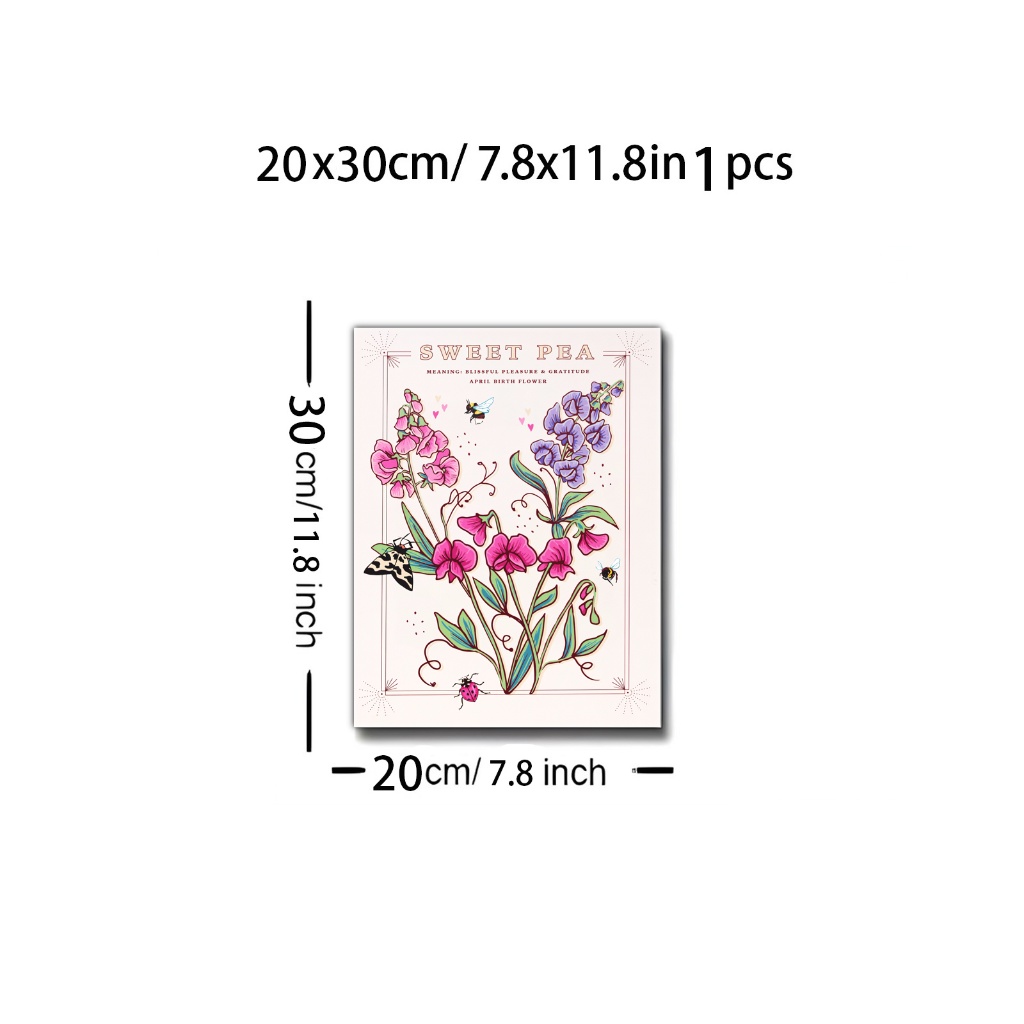 20x30cm/ 7.8x11.8in 1 pcs
SWEET PEA
MEANING: BLISSFUL PLEASURE & GRATITUDE
APRIL BIRTH FLOWER
30cm/11.8 inch
20cm/ 7.8 inch